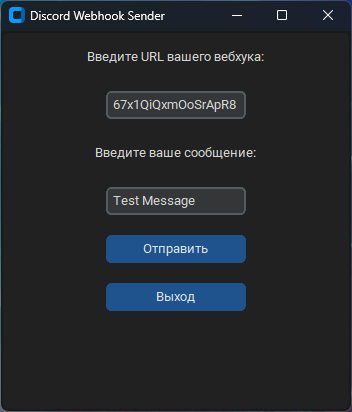 Discord Webhook Sender
Введите URL вашего вебхука:
67x1QiQxmOoSrApR8
Введите ваше сообщение:
Test Message
Отправить
Выход